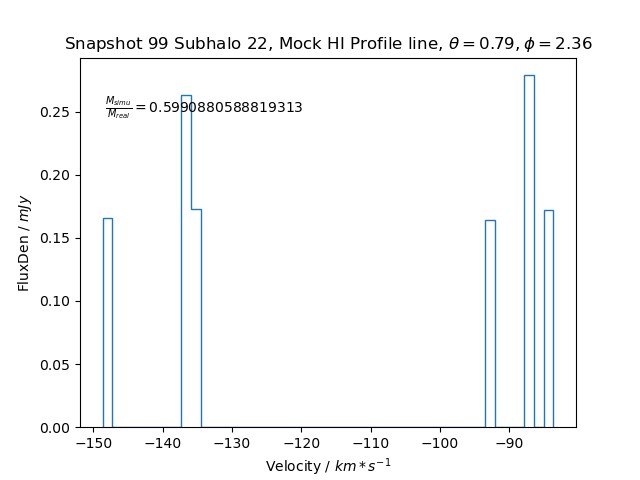 Snapshot 99 Subhalo 22, Mock HI Profile line, θ = 0.79, ϕ = 2.36
M_simu/M_real = 0.5990880588819313
FluxDen / mJy
0.25
0.20
0.15
0.10
0.05
0.00
−150 −140 −130 −120 −110 −100 −90
Velocity / km * s⁻¹